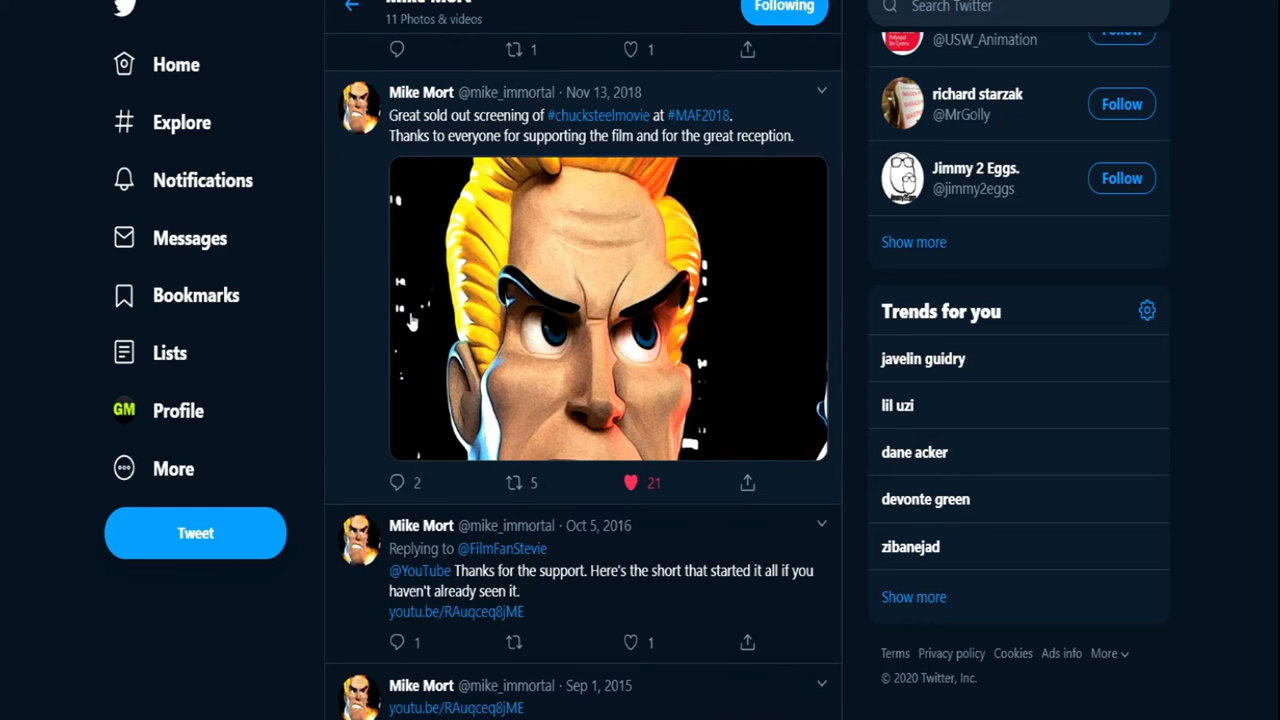 Home
Explore
Notifications
Messages
Bookmarks
Lists
GM
Profile
More
Tweet
11 Photos & videos
Following
1
1
Mike Mort @mike_immortal · Nov 13, 2018
Great sold out screening of #chucksteelmovie at #MAF2018.
Thanks to everyone for supporting the film and for the great reception.
2
5
21
Mike Mort @mike_immortal · Oct 5, 2016
Replying to @FilmFanStevie
@YouTube Thanks for the support. Here's the short that started it all if you
haven't already seen it.
youtu.be/RAuqceq8jME
1
1
Mike Mort @mike_immortal · Sep 1, 2015
youtu.be/RAuqceq8jME
Search Twitter
@USW_Animation
Follow
richard starzak
@MrGolly
Follow
Jimmy 2 Eggs.
@jimmy2eggs
Follow
Show more
Trends for you
javelin guidry
lil uzi
dane acker
devonte green
zibanejad
Show more
Terms Privacy policy Cookies Ads info More
© 2020 Twitter, Inc.